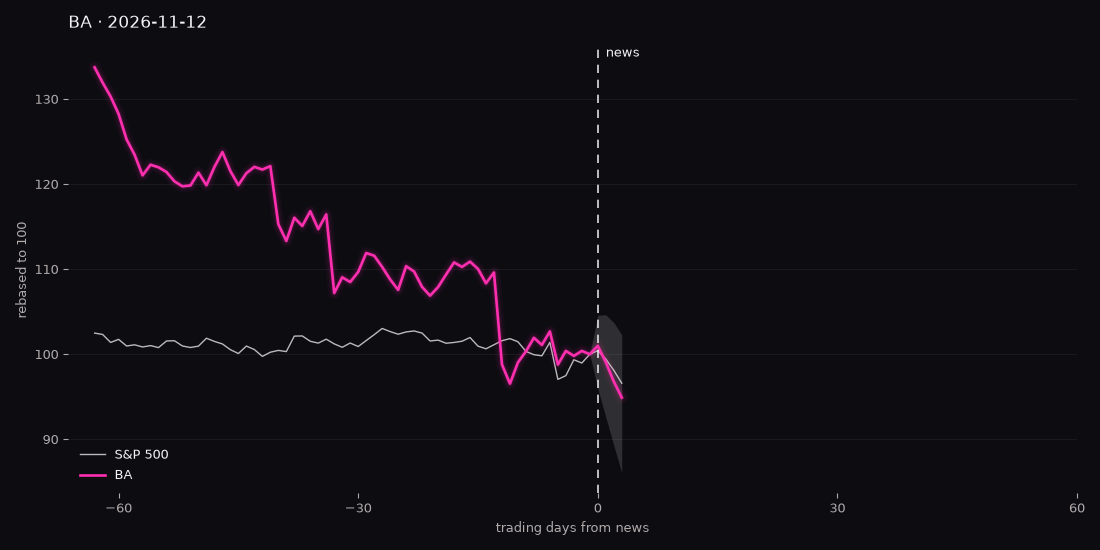 BA · 2026-11-12
news
130
120
110
100
90
rebased to 100
S&P 500
BA
−60
−30
0
30
60
trading days from news